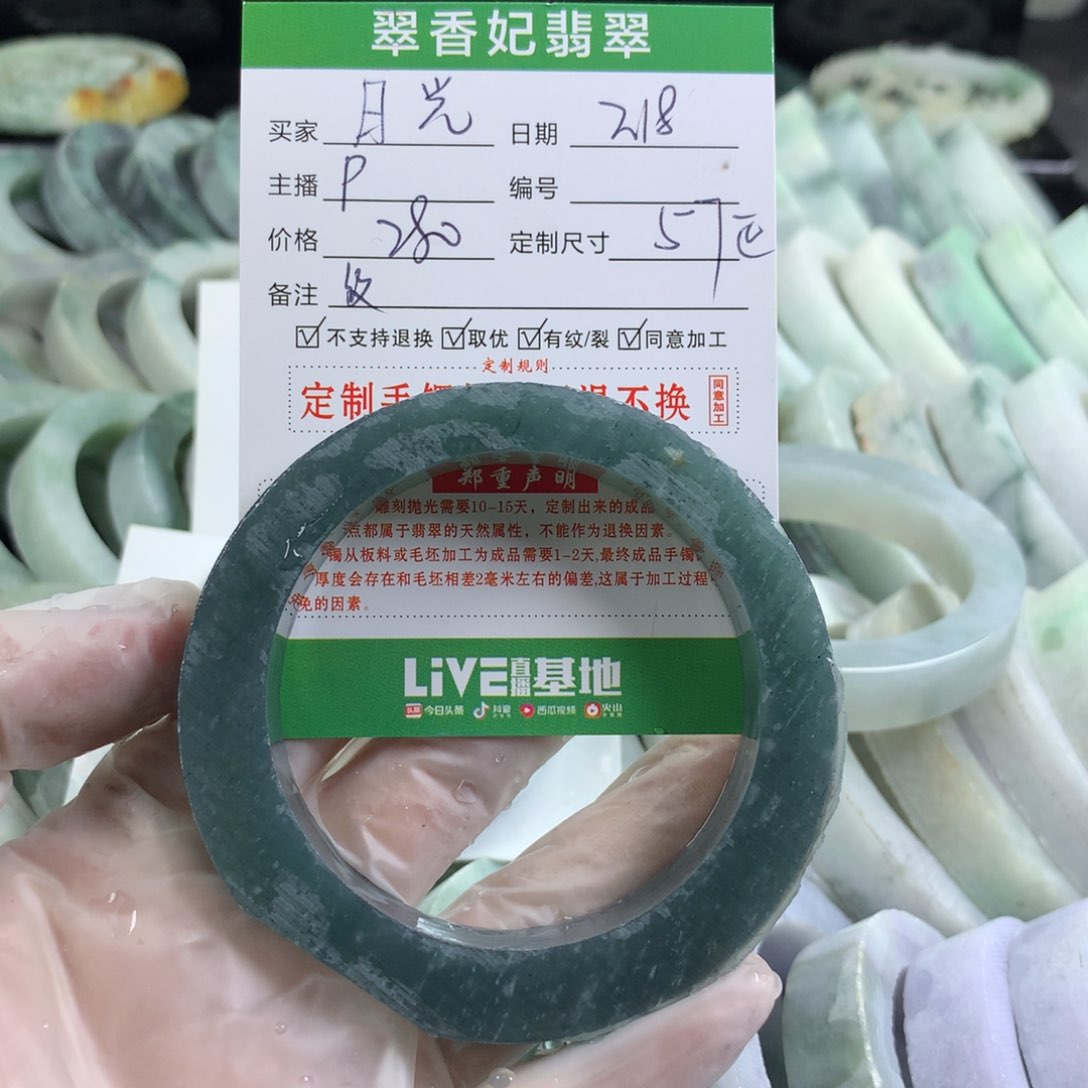 翠香妃翡翠
买家 月光 日期 218
主播 P 编号
价格 280 定制尺寸 57正
备注 纹
不支持退换 取优 有纹/裂 同意加工
定制规则
定制手镯 退不换 同意加工
郑重声明
雕刻抛光需要10-15天，定制出来的成品
点都属于翡翠的天然属性，不能作为退换因素。
镯从板料或毛坯加工为成品需要1-2天,最终成品手镯
厚度会存在和毛坯相差2毫米左右的偏差,这属于加工过程
免的因素。
LiVE直播基地
今日头条 抖音 西瓜视频 火山